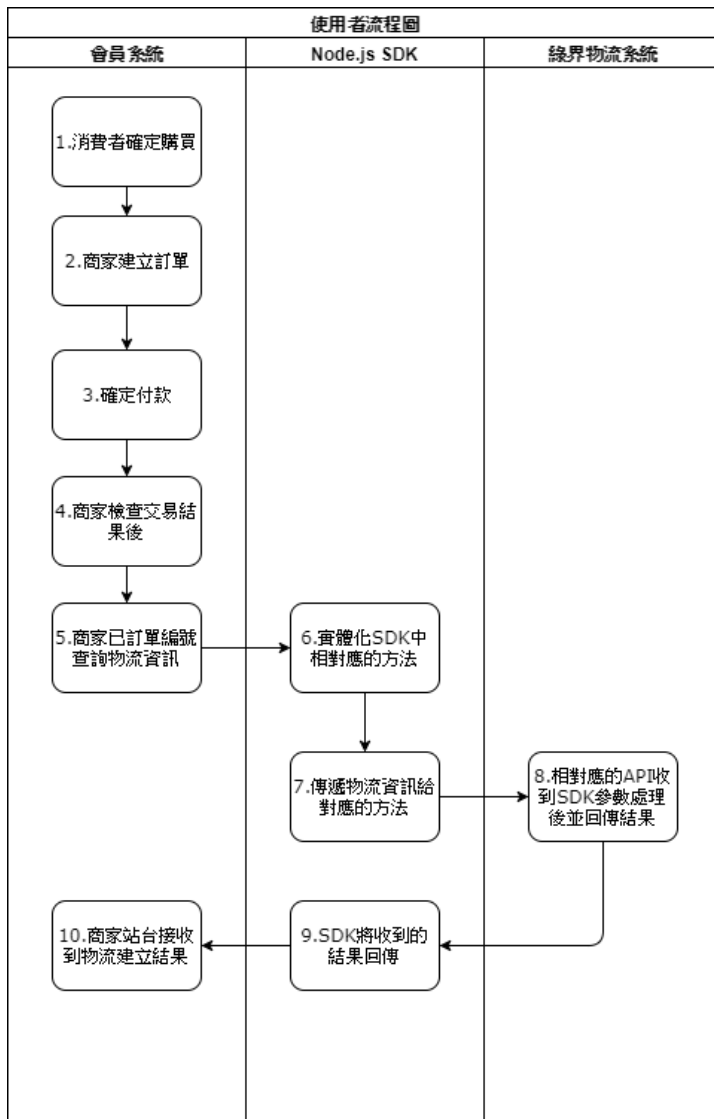 使用者流程圖
會員系統
Node.js SDK
綠界物流系統
1.消費者確定購買
2.商家建立訂單
3.確定付款
4.商家檢查交易結
果後
5.商家已訂單編號
查詢物流資訊
6.實體化SDK中
相對應的方法
7.傳遞物流資訊給
對應的方法
8.相對應的API收
到SDK參數處理
後並回傳結果
9.SDK將收到的
結果回傳
10.商家站台接收
到物流建立結果